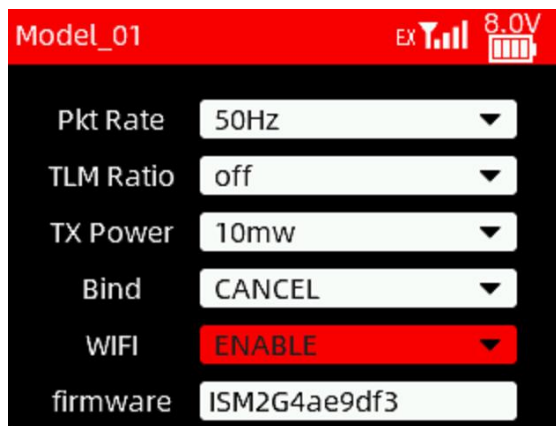 Model_01 EX 8.0V
Pkt Rate 50Hz
TLM Ratio off
TX Power 10mw
Bind CANCEL
WIFI ENABLE
firmware ISM2G4ae9df3